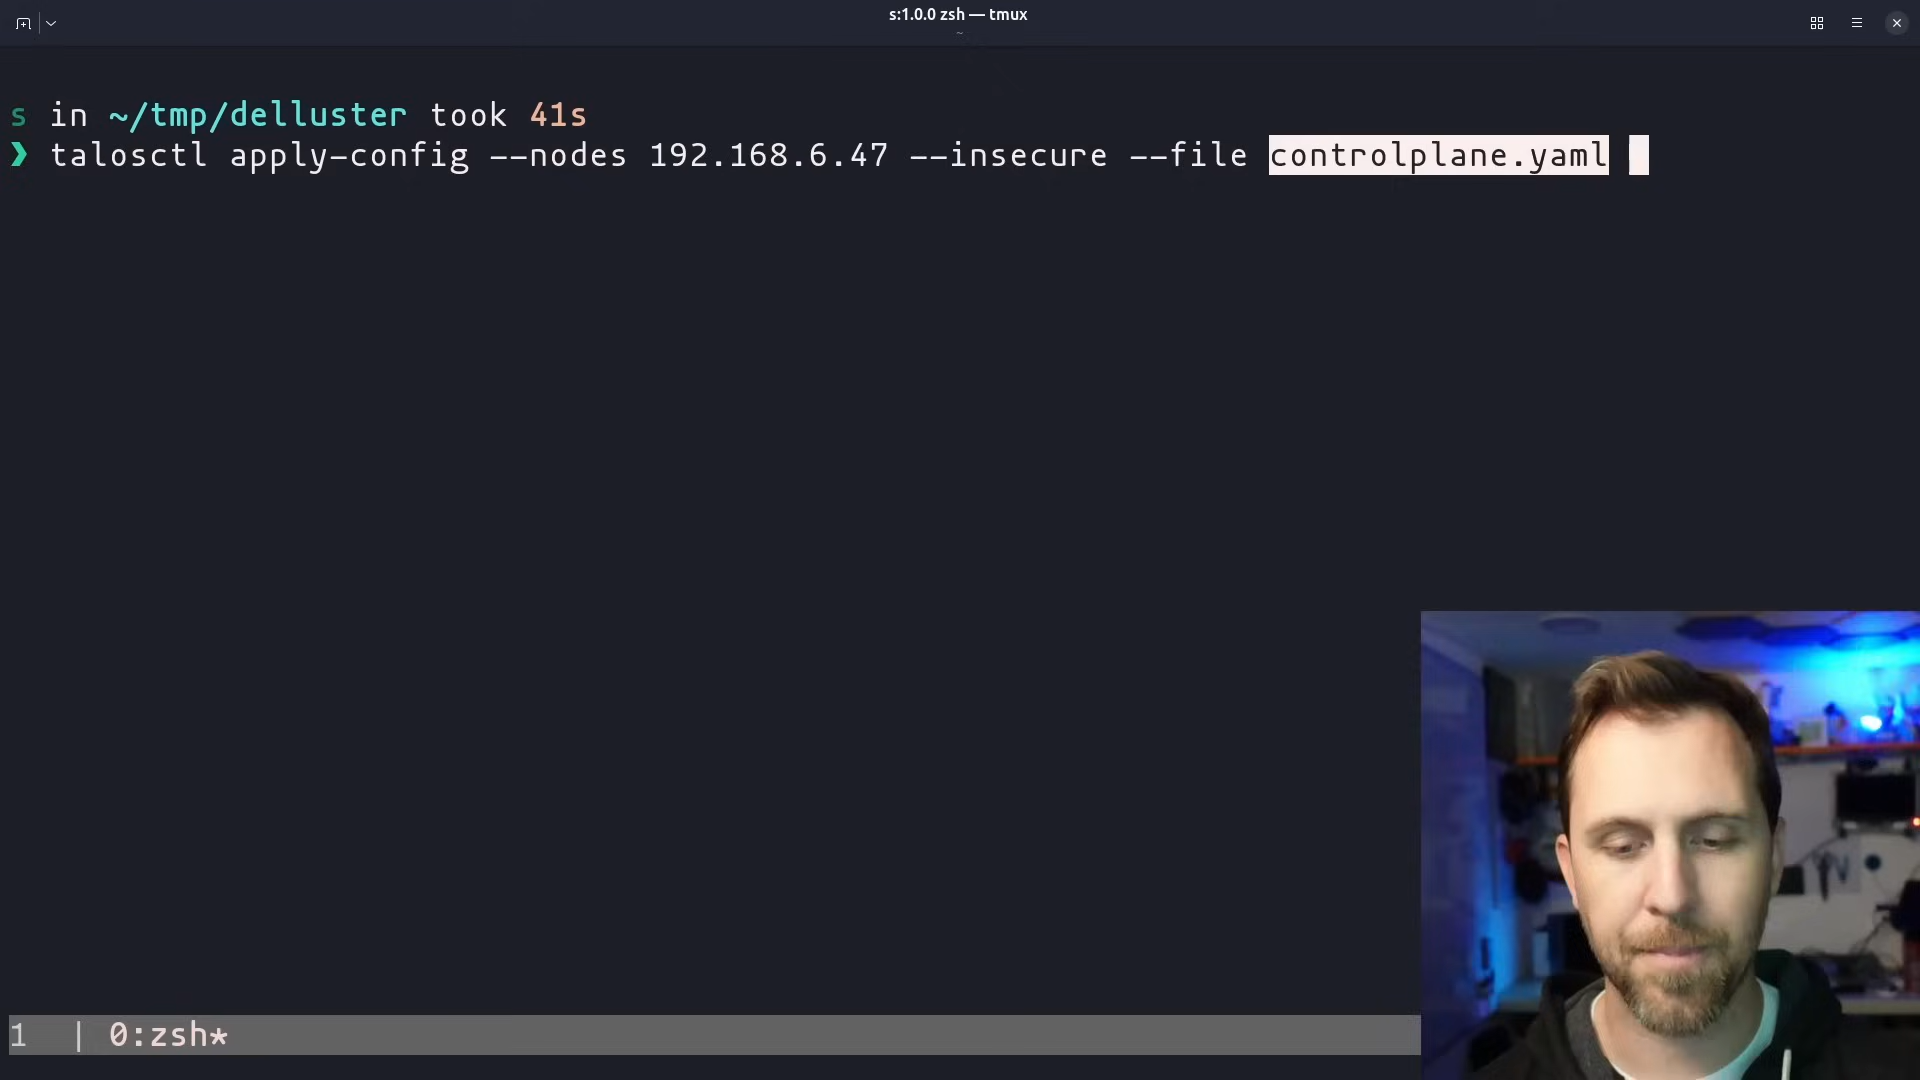 s:1.0.0 zsh — tmux
~
s in ~/tmp/delluster took 41s
❯ talosctl apply-config --nodes 192.168.6.47 --insecure --file controlplane.yaml
1 | 0:zsh*